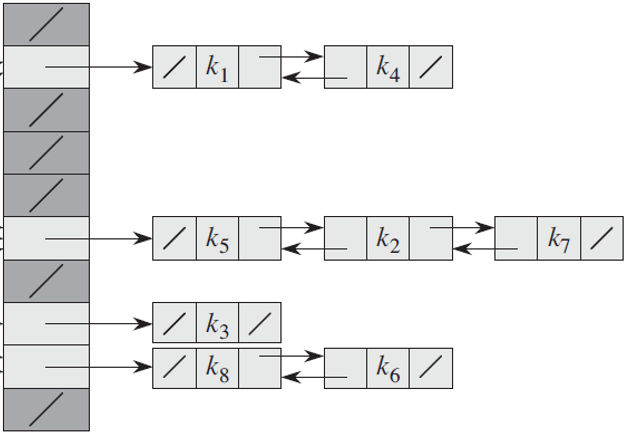 k₁ k₄
k₅ k₂ k₇
k₃
k₈ k₆